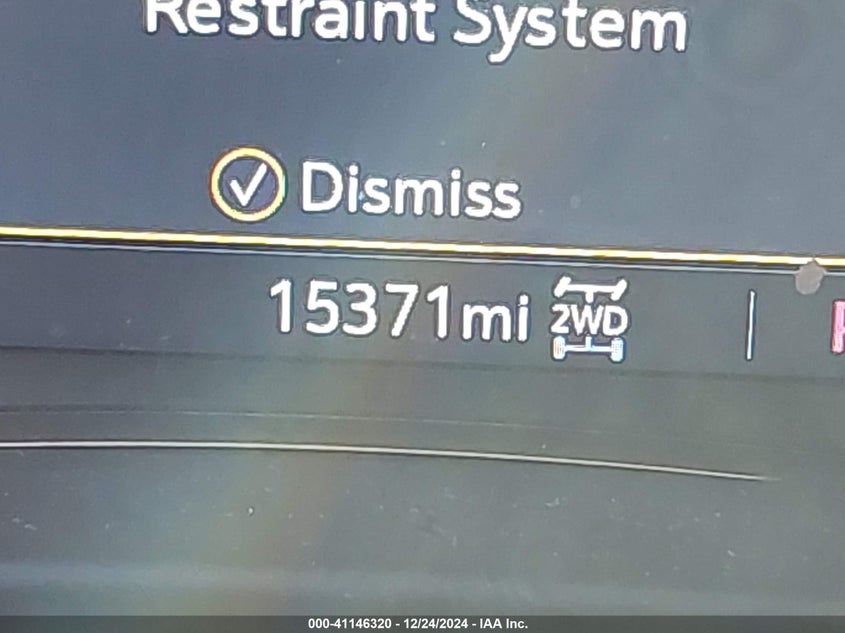 Restraint System
Dismiss
15371mi 2WD
000-41146320 - 12/24/2024 - IAA Inc.